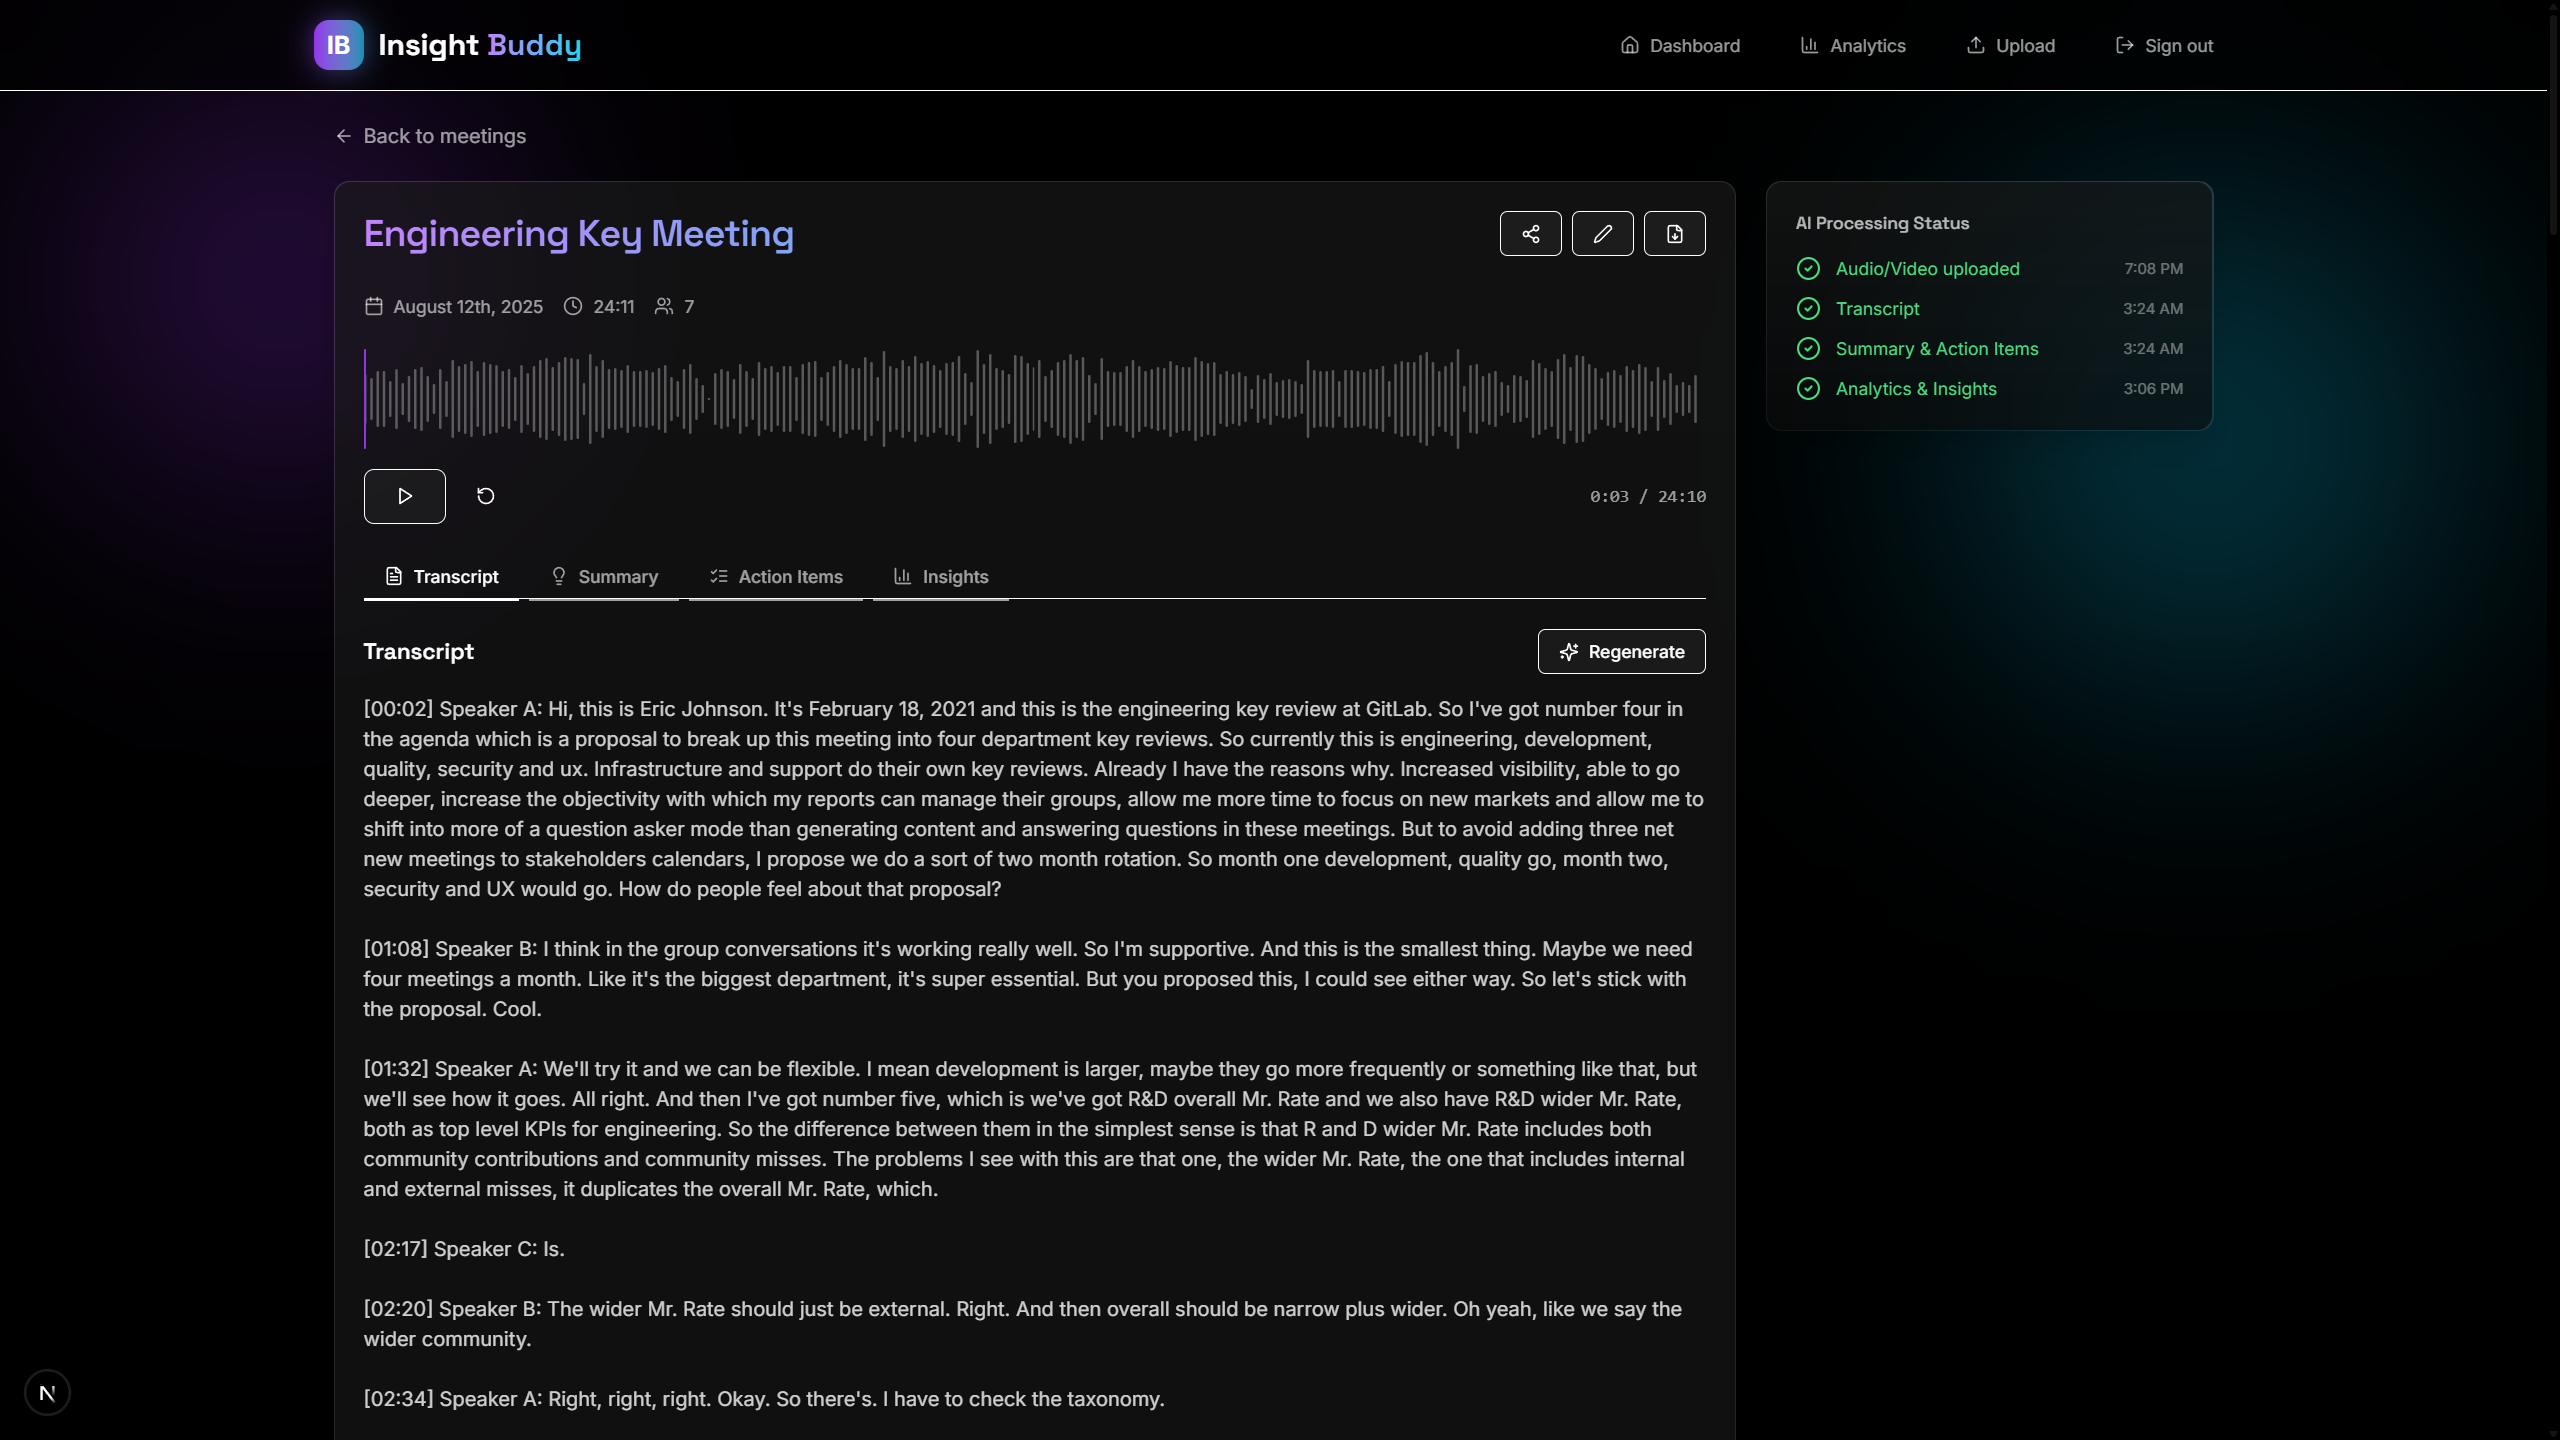 IB Insight Buddy
Dashboard
Analytics
Upload
Sign out
Back to meetings
Engineering Key Meeting
August 12th, 2025 24:11 7
0:03 / 24:10
Transcript
Summary
Action Items
Insights
Transcript
Regenerate
[00:02] Speaker A: Hi, this is Eric Johnson. It's February 18, 2021 and this is the engineering key review at GitLab. So I've got number four in
the agenda which is a proposal to break up this meeting into four department key reviews. So currently this is engineering, development,
quality, security and ux. Infrastructure and support do their own key reviews. Already I have the reasons why. Increased visibility, able to go
deeper, increase the objectivity with which my reports can manage their groups, allow me more time to focus on new markets and allow me to
shift into more of a question asker mode than generating content and answering questions in these meetings. But to avoid adding three net
new meetings to stakeholders calendars, I propose we do a sort of two month rotation. So month one development, quality go, month two,
security and UX would go. How do people feel about that proposal?
[01:08] Speaker B: I think in the group conversations it's working really well. So I'm supportive. And this is the smallest thing. Maybe we need
four meetings a month. Like it's the biggest department, it's super essential. But you proposed this, I could see either way. So let's stick with
the proposal. Cool.
[01:32] Speaker A: We'll try it and we can be flexible. I mean development is larger, maybe they go more frequently or something like that, but
we'll see how it goes. All right. And then I've got number five, which is we've got R&D overall Mr. Rate and we also have R&D wider Mr. Rate,
both as top level KPIs for engineering. So the difference between them in the simplest sense is that R and D wider Mr. Rate includes both
community contributions and community misses. The problems I see with this are that one, the wider Mr. Rate, the one that includes internal
and external misses, it duplicates the overall Mr. Rate, which.
[02:17] Speaker C: Is.
[02:20] Speaker B: The wider Mr. Rate should just be external. Right. And then overall should be narrow plus wider. Oh yeah, like we say the
wider community.
[02:34] Speaker A: Right, right, right. Okay. So there's. I have to check the taxonomy.
AI Processing Status
Audio/Video uploaded 7:08 PM
Transcript 3:24 AM
Summary & Action Items 3:24 AM
Analytics & Insights 3:06 PM
N